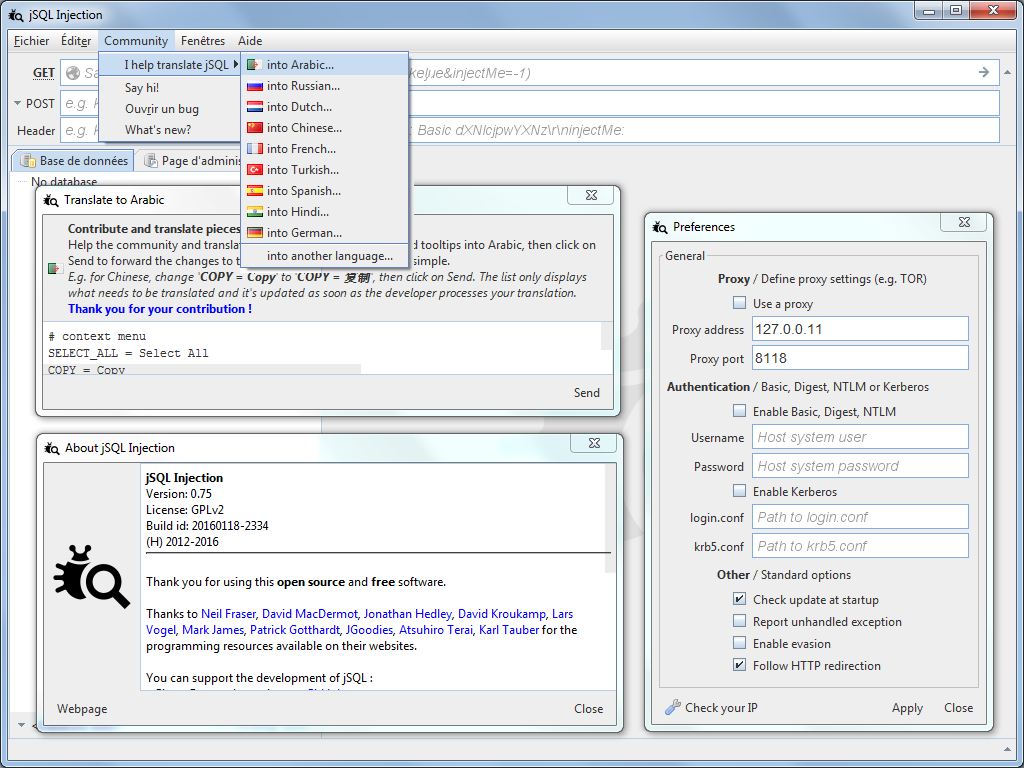 jSQL Injection
Fichier Éditer Community Fenêtres Aide
I help translate jSQL
Say hi!
Ouvrir un bug
What's new?
into Arabic...
into Russian...
into Dutch...
into Chinese...
into French...
into Turkish...
into Spanish...
into Hindi...
into German...
into another language...
GET
&injectMe=-1)
POST e.g.
Header e.g. : Basic dXNlcjpwYXNz\r\ninjectMe:
Base de données
No database
Translate to Arabic
Contribute and translate pieces
Help the community and tooltips into Arabic, then click on
Send to forward the changes to simple.
E.g. for Chinese, change 'COPY = Copy' to 'COPY = 复制', then click on Send. The list only displays
what needs to be translated and it's updated as soon as the developer processes your translation.
Thank you for your contribution !
# context menu
SELECT_ALL = Select All
COPY = Copy
Send
About jSQL Injection
jSQL Injection
Version: 0.75
License: GPLv2
Build id: 20160118-2334
(H) 2012-2016
Thank you for using this open source and free software.
Thanks to Neil Fraser, David MacDermot, Jonathan Hedley, David Kroukamp, Lars
Vogel, Mark James, Patrick Gotthardt, JGoodies, Atsuhiro Terai, Karl Tauber for the
programming resources available on their websites.
You can support the development of jSQL :
Webpage Close
Preferences
General
Proxy / Define proxy settings (e.g. TOR)
Use a proxy
Proxy address 127.0.0.11
Proxy port 8118
Authentication / Basic, Digest, NTLM or Kerberos
Enable Basic, Digest, NTLM
Username Host system user
Password Host system password
Enable Kerberos
login.conf Path to login.conf
krb5.conf Path to krb5.conf
Other / Standard options
Check update at startup
Report unhandled exception
Enable evasion
Follow HTTP redirection
Check your IP Apply Close